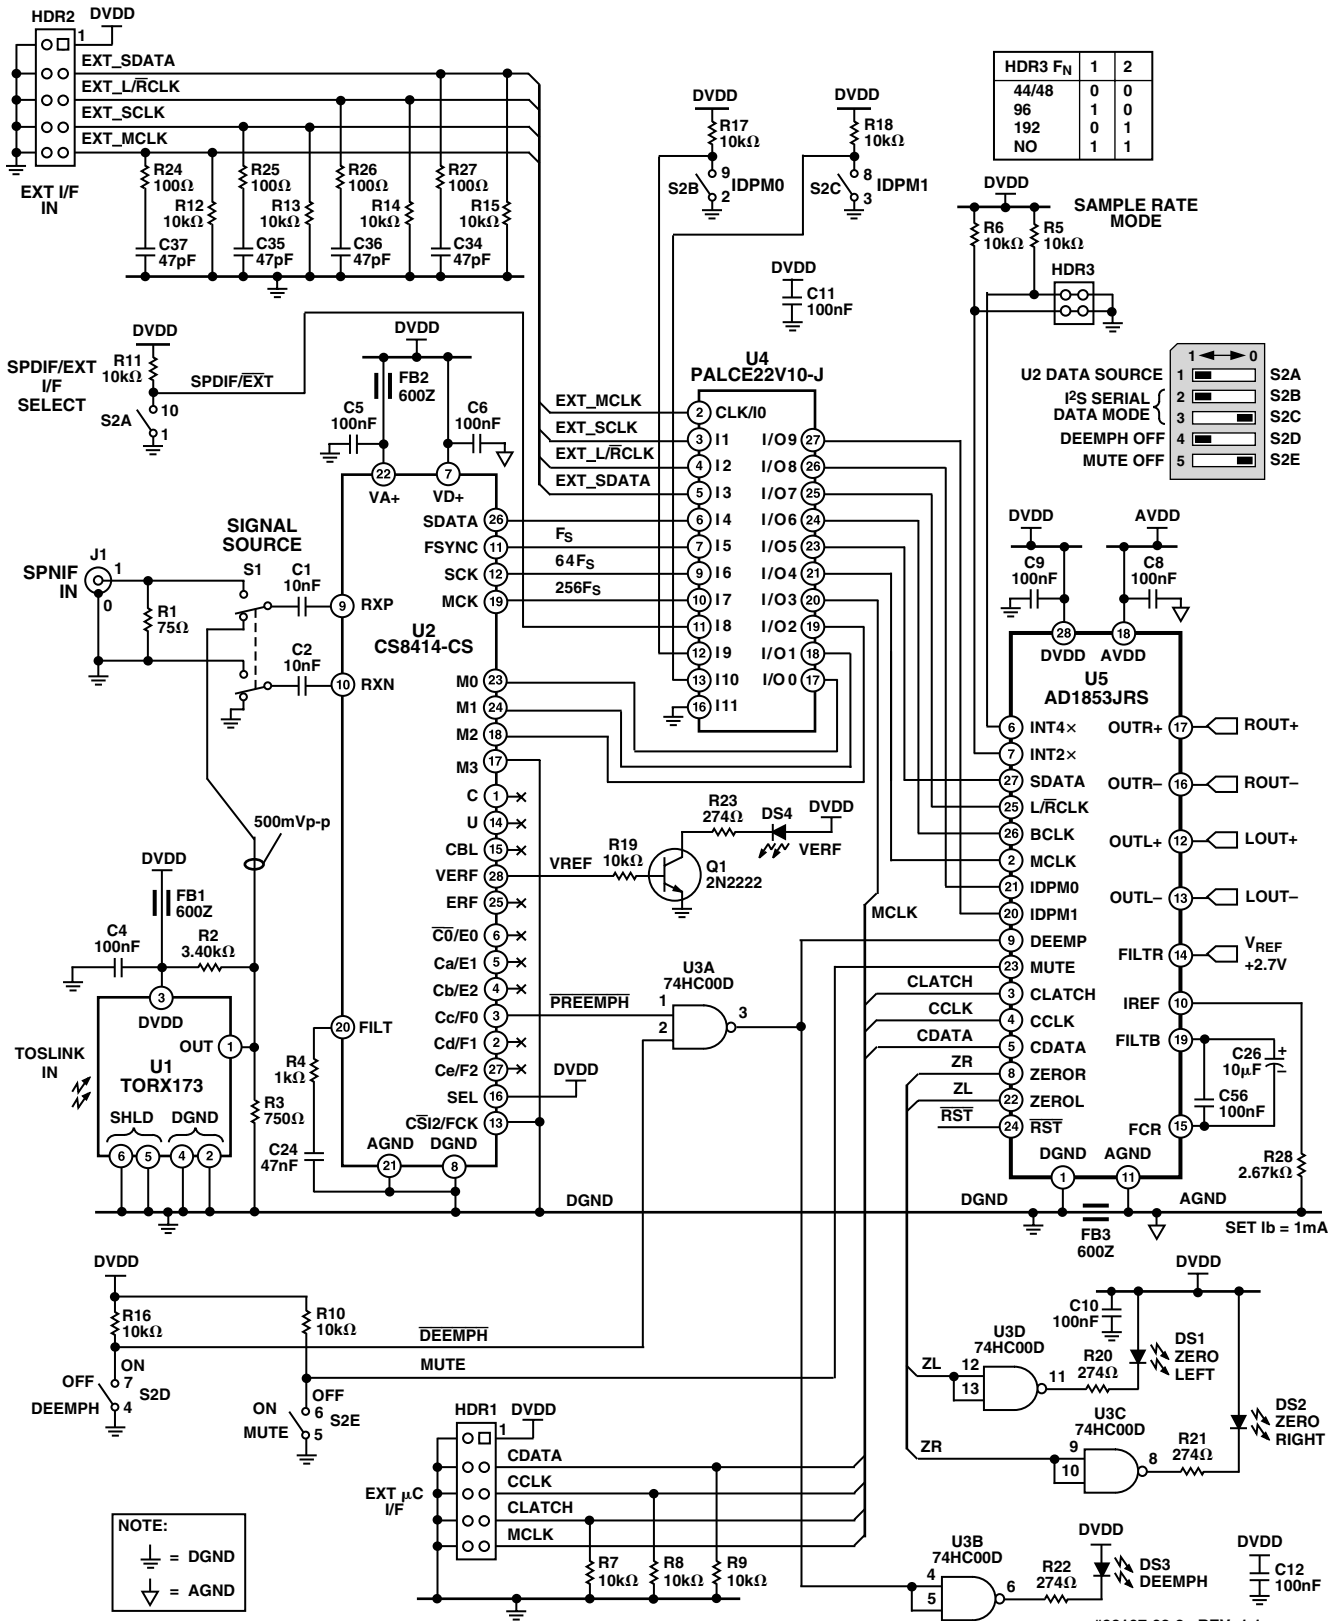 HDR2 DVDD
1
EXT_SDATA
EXT_L/R̅CLK
EXT_SCLK
EXT_MCLK
EXT I/F
IN
R24
100Ω
R25
100Ω
R26
100Ω
R27
100Ω
R12
10kΩ
R13
10kΩ
R14
10kΩ
R15
10kΩ
C37
47pF
C35
47pF
C36
47pF
C34
47pF
DVDD
R17
10kΩ
9
S2B
2
IDPM0
DVDD
R18
10kΩ
8
S2C
3
IDPM1
HDR3 FN 1 2
44/48 0 0
96 1 0
192 0 1
NO 1 1
DVDD
SAMPLE RATE
MODE
R6
10kΩ
R5
10kΩ
HDR3
DVDD
C11
100nF
1 0
U2 DATA SOURCE 1 S2A
I2S SERIAL 2 S2B
DATA MODE 3 S2C
DEEMPH OFF 4 S2D
MUTE OFF 5 S2E
DVDD
SPDIF/EXT
I/F
SELECT
R11
10kΩ
SPDIF/E̅X̅T̅
S2A
10
1
DVDD
FB2
600Z
C5
100nF
C6
100nF
22
VA+
7
VD+
U4
PALCE22V10-J
EXT_MCLK 2 CLK/I0
EXT_SCLK 3 I1
EXT_L/R̅CLK 4 I2
EXT_SDATA 5 I3
6 I4
7 I5
9 I6
10 I7
11 I8
12 I9
13 I10
16 I11
I/O9 27
I/O8 26
I/O7 25
I/O6 24
I/O5 23
I/O4 21
I/O3 20
I/O2 19
I/O1 18
I/O0 17
SPNIF
IN
J1
1
0
R1
75Ω
SIGNAL
SOURCE
S1
C1
10nF
C2
10nF
9 RXP
10 RXN
U2
CS8414-CS
SDATA 26
FSYNC 11 FS
SCK 12 64FS
MCK 19 256FS
M0 23
M1 24
M2 18
M3 17
C 1
U 14
CBL 15
VERF 28
ERF 25
C̅0̅/E0 6
Ca/E1 5
Cb/E2 4
Cc/F0 3
Cd/F1 2
Ce/F2 27
SEL 16 DVDD
CS̅I2/FCK 13
20 FILT
AGND
21
DGND
8
R4
1kΩ
C24
47nF
500mVp-p
DVDD
FB1
600Z
C4
100nF
R2
3.40kΩ
3
DVDD
OUT 1
TOSLINK
IN
U1
TORX173
SHLD DGND
6 5 4 2
R3
750Ω
VREF
R19
10kΩ
Q1
2N2222
R23
274Ω
DS4
VERF
DVDD
P̅R̅E̅E̅M̅P̅H̅
U3A
74HC00D
1
2
3
DVDD
C9
100nF
AVDD
C8
100nF
28
DVDD
18
AVDD
U5
AD1853JRS
6 INT4×
7 INT2×
27 SDATA
25 L/R̅CLK
26 BCLK
2 MCLK
21 IDPM0
20 IDPM1
9 DEEMP
23 MUTE
3 CLATCH
4 CCLK
5 CDATA
8 ZEROR
22 ZEROL
24 R̅S̅T̅
MCLK
CLATCH
CCLK
CDATA
ZR
ZL
R̅S̅T̅
OUTR+ 17 ROUT+
OUTR– 16 ROUT–
OUTL+ 12 LOUT+
OUTL– 13 LOUT–
FILTR 14 VREF
+2.7V
IREF 10
FILTB 19
FCR 15
C26
10µF
+
–
C56
100nF
R28
2.67kΩ
DGND
1
AGND
11
DGND
AGND
FB3
600Z
SET Ib = 1mA
DVDD
R16
10kΩ
R10
10kΩ
D̅E̅E̅M̅P̅H̅
MUTE
ON
OFF 7
DEEMPH 4
S2D
OFF
ON 6
MUTE 5
S2E
HDR1 DVDD
1
CDATA
CCLK
CLATCH
MCLK
EXT µC
I/F
R7
10kΩ
R8
10kΩ
R9
10kΩ
DVDD
C10
100nF
U3D
74HC00D
ZL 12
13
11
R20
274Ω
DS1
ZERO
LEFT
U3C
74HC00D
ZR 9
10
8
R21
274Ω
DS2
ZERO
RIGHT
U3B
74HC00D
4
5
6
R22
274Ω
DVDD
DS3
DEEMPH
DVDD
C12
100nF
NOTE:
= DGND
= AGND